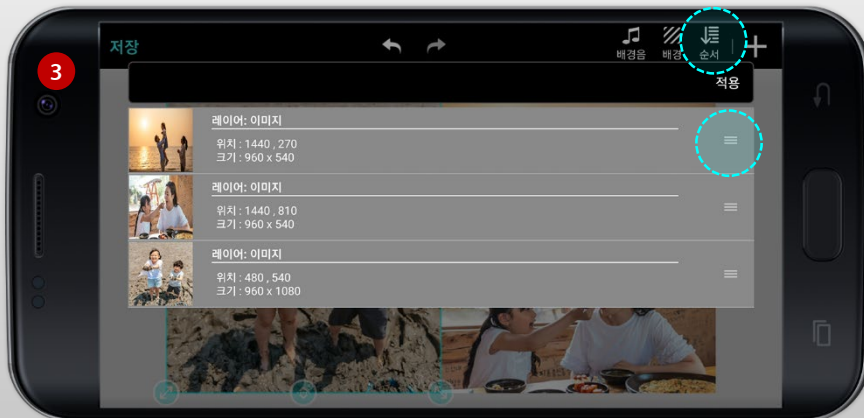 저장
배경음 배경 순서
3
적용
레이어: 이미지
위치 : 1440 , 270
크기 : 960 x 540
레이어: 이미지
위치 : 1440 , 810
크기 : 960 x 540
레이어: 이미지
위치 : 480 , 540
크기 : 960 x 1080